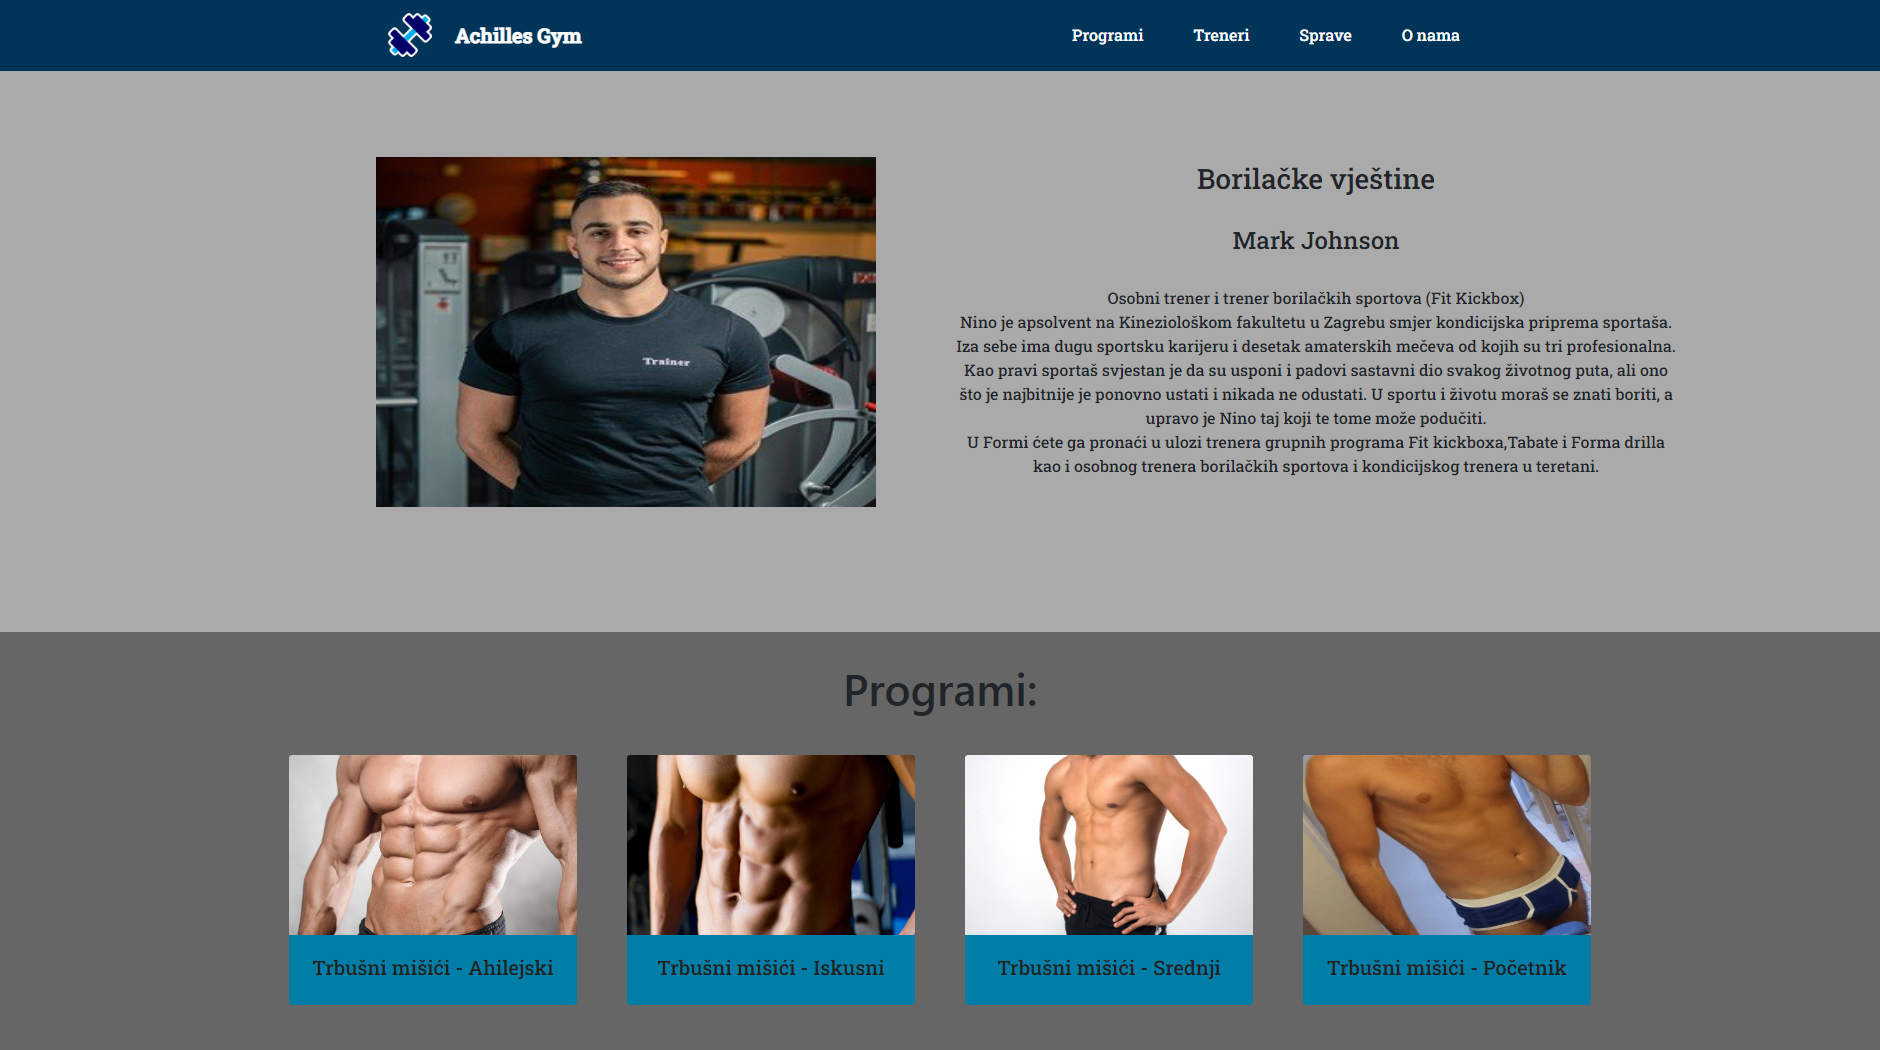 Achilles Gym
Programi
Treneri
Sprave
O nama
Trainer
Borilačke vještine
Mark Johnson
Osobni trener i trener borilačkih sportova (Fit Kickbox)
Nino je apsolvent na Kineziološkom fakultetu u Zagrebu smjer kondicijska priprema sportaša.
Iza sebe ima dugu sportsku karijeru i desetak amaterskih mečeva od kojih su tri profesionalna.
Kao pravi sportaš svjestan je da su usponi i padovi sastavni dio svakog životnog puta, ali ono
što je najbitnije je ponovno ustati i nikada ne odustati. U sportu i životu moraš se znati boriti, a
upravo je Nino taj koji te tome može podučiti.
U Formi ćete ga pronaći u ulozi trenera grupnih programa Fit kickboxa,Tabate i Forma drilla
kao i osobnog trenera borilačkih sportova i kondicijskog trenera u teretani.
Programi:
Trbušni mišići - Ahilejski
Trbušni mišići - Iskusni
Trbušni mišići - Srednji
Trbušni mišići - Početnik